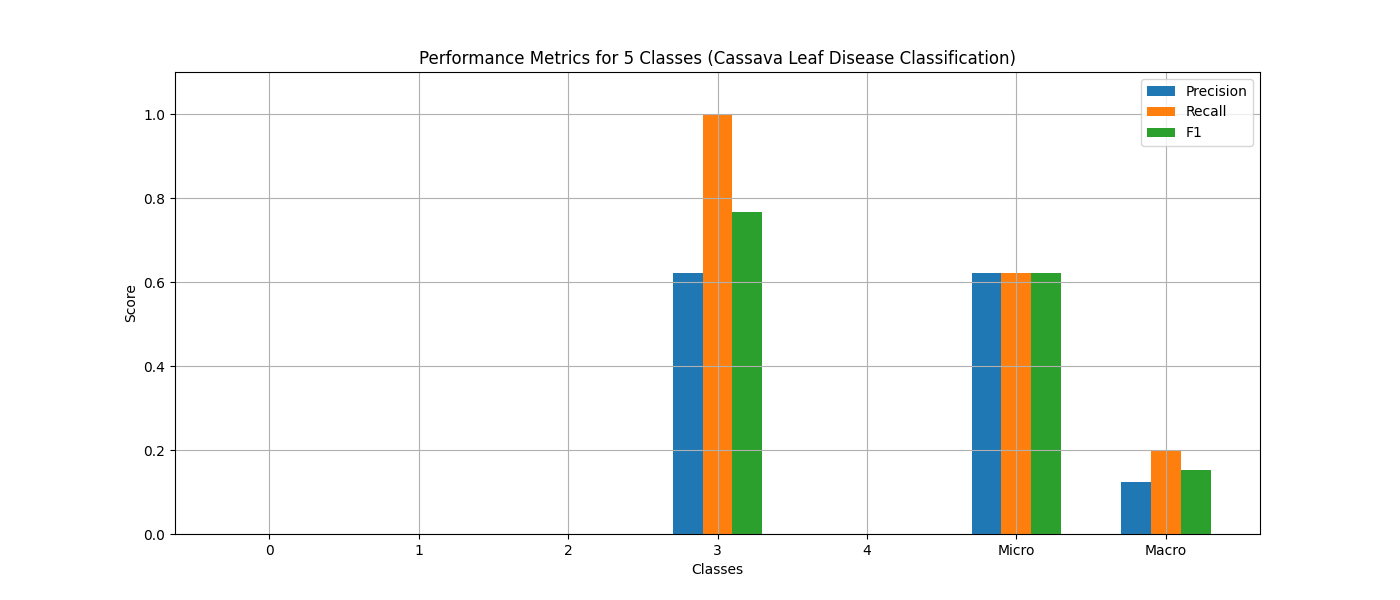 Performance Metrics for 5 Classes (Cassava Leaf Disease Classification)
Precision
Recall
F1
Score
1.0
0.8
0.6
0.4
0.2
0.0
0 1 2 3 4 Micro Macro
Classes